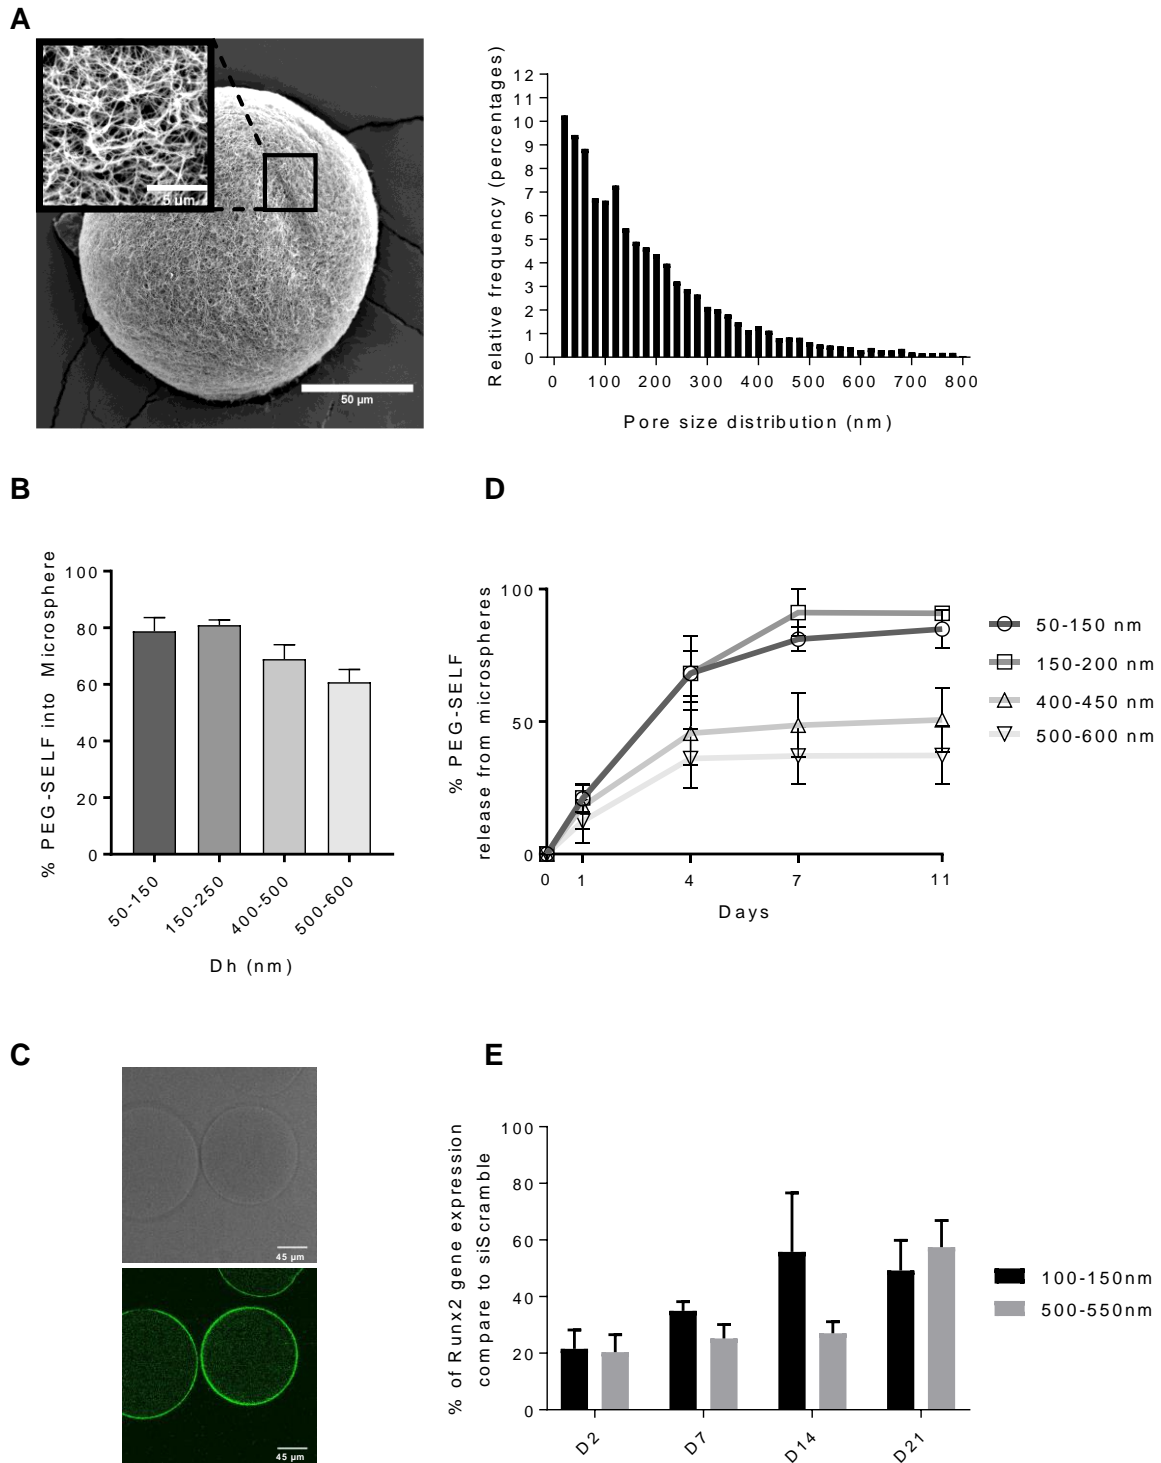 A
5 µm
50 µm
Relative frequency (percentages)
12
11
10
9
8
7
6
5
4
3
2
1
0
0 100 200 300 400 500 600 700 800
Pore size distribution (nm)
B
% PEG-SELF into Microsphere
100
80
60
40
20
0
50-150 150-250 400-500 500-600
Dh (nm)
D
% PEG-SELF
release from microspheres
100
50
0
0 1 4 7 11
Days
50-150 nm
150-200 nm
400-450 nm
500-600 nm
C
45 µm
45 µm
E
% of Runx2 gene expression
compare to siScramble
100
80
60
40
20
0
D2 D7 D14 D21
100-150nm
500-550nm